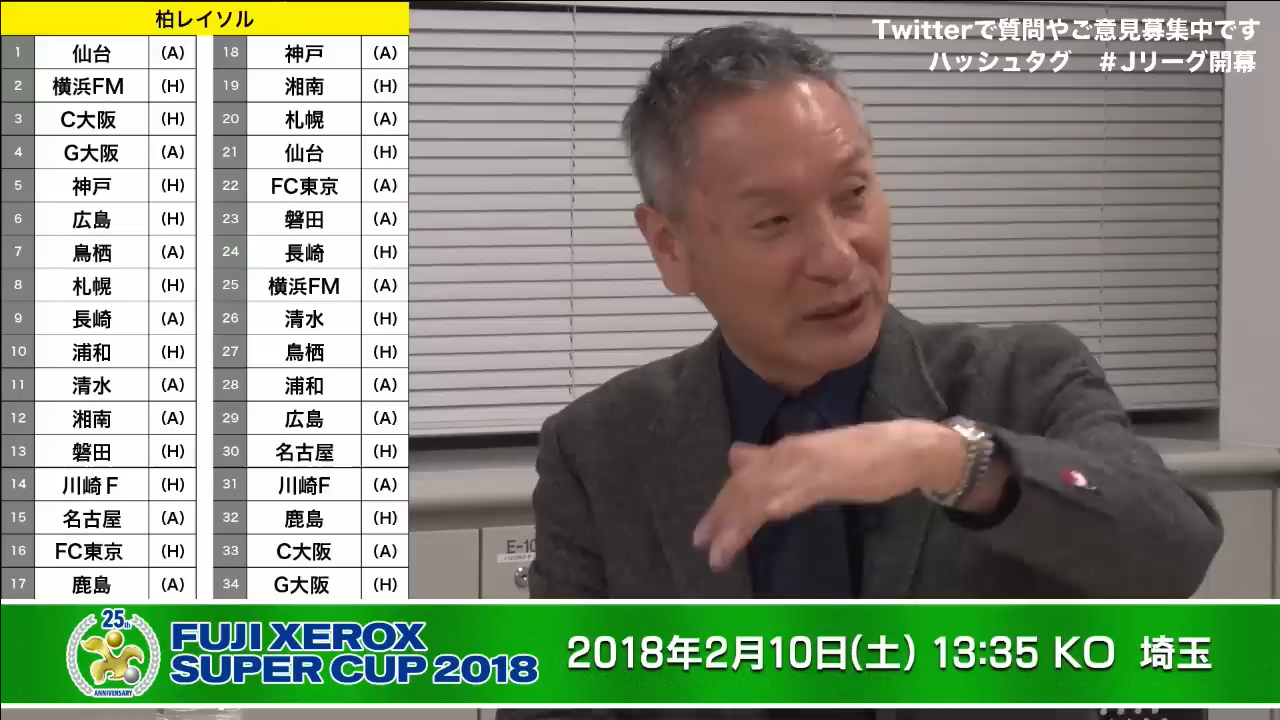 柏レイソル
1 仙台 (A)
2 横浜FM (H)
3 C大阪 (H)
4 G大阪 (A)
5 神戸 (H)
6 広島 (H)
7 鳥栖 (A)
8 札幌 (H)
9 長崎 (A)
10 浦和 (H)
11 清水 (A)
12 湘南 (A)
13 磐田 (H)
14 川崎F (H)
15 名古屋 (A)
16 FC東京 (H)
17 鹿島 (A)
18 神戸 (A)
19 湘南 (H)
20 札幌 (A)
21 仙台 (H)
22 FC東京 (A)
23 磐田 (A)
24 長崎 (H)
25 横浜FM (A)
26 清水 (H)
27 鳥栖 (H)
28 浦和 (A)
29 広島 (A)
30 名古屋 (H)
31 川崎F (A)
32 鹿島 (H)
33 C大阪 (A)
34 G大阪 (H)
Twitterで質問やご意見募集中です
ハッシュタグ #Jリーグ開幕
E-10
25th
ANNIVERSARY
FUJI XEROX
SUPER CUP 2018
2018年2月10日(土) 13:35 KO 埼玉